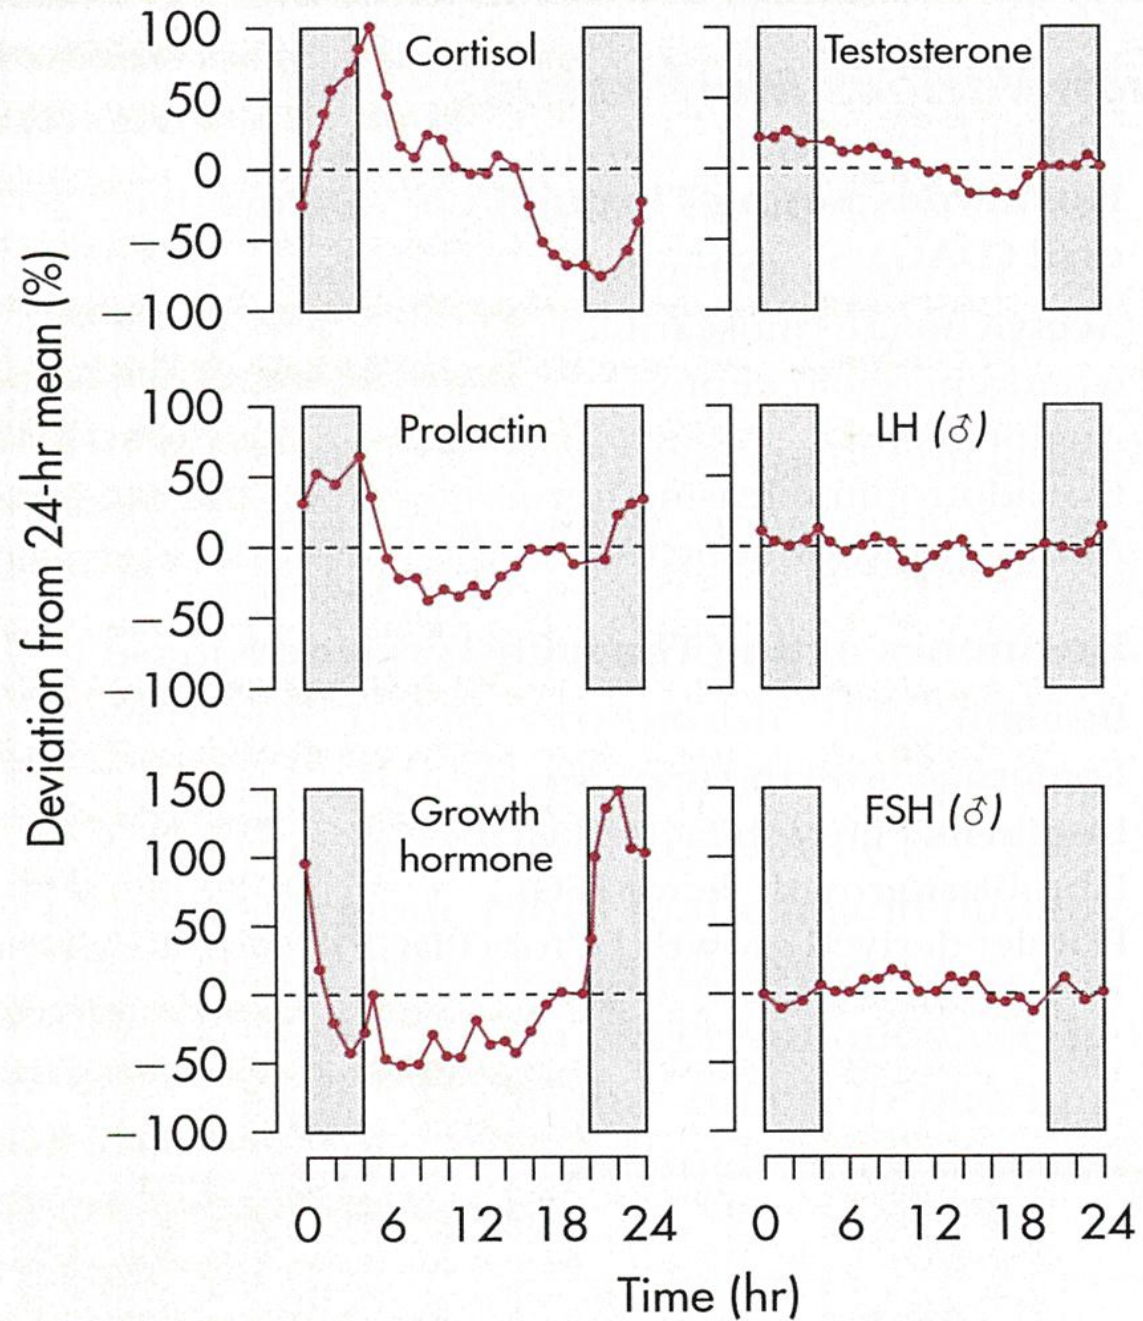 Deviation from 24-hr mean (%)
100
50
0
−50
−100
Cortisol
Testosterone
100
50
0
−50
−100
Prolactin
LH (♂)
150
100
50
0
−50
−100
Growth
hormone
FSH (♂)
0 6 12 18 24
0 6 12 18 24
Time (hr)